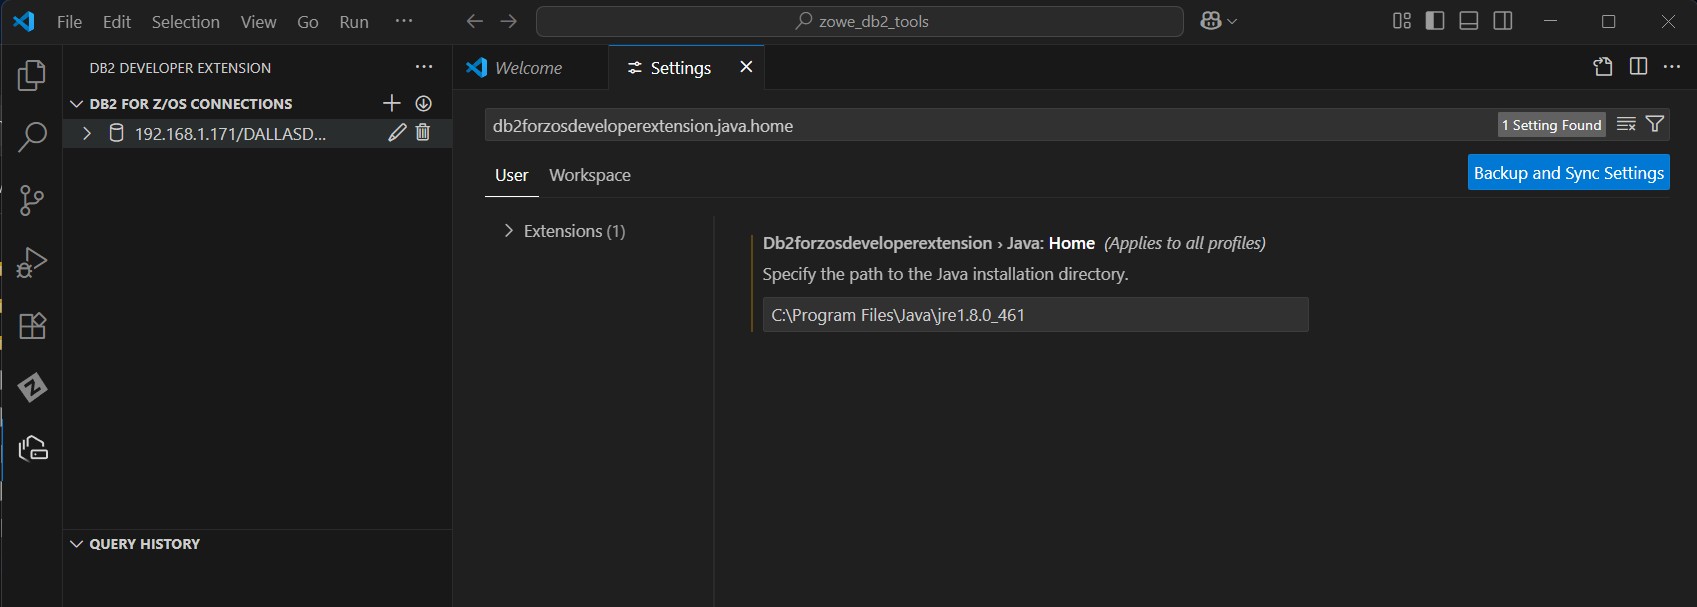 File Edit Selection View Go Run ···
zowe_db2_tools
DB2 DEVELOPER EXTENSION
DB2 FOR Z/OS CONNECTIONS
192.168.1.171/DALLASD...
QUERY HISTORY
Welcome
Settings
db2forzosdeveloperextension.java.home
1 Setting Found
User Workspace
Backup and Sync Settings
Extensions (1)
Db2forzosdeveloperextension › Java: Home (Applies to all profiles)
Specify the path to the Java installation directory.
C:\Program Files\Java\jre1.8.0_461